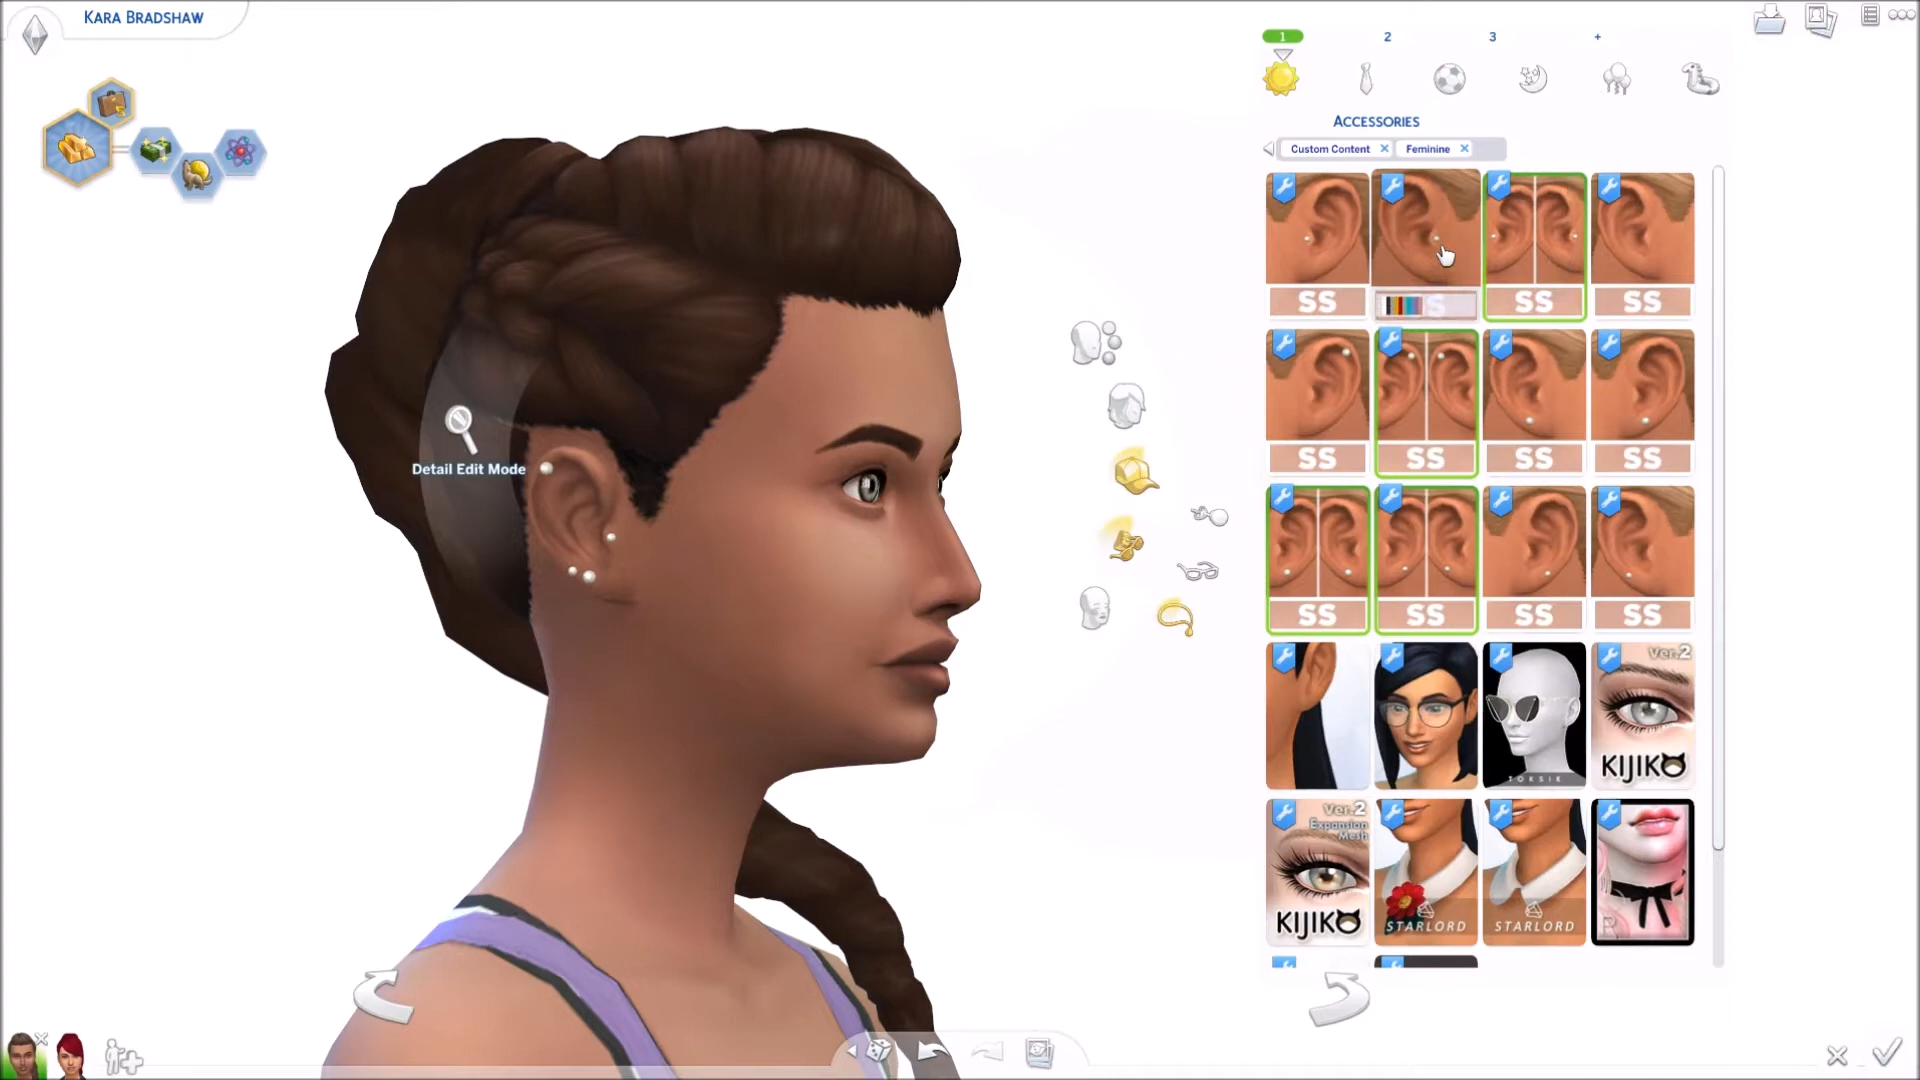 KARA BRADSHAW
1
2
3
+
ACCESSORIES
Custom Content
Feminine
SS
SS
SS
SS
SS
SS
SS
SS
SS
SS
SS
Detail Edit Mode
TOKSIK
Ver.2
KIJIKO
Ver.2
Expansion
Mesh
KIJIKO
STARLORD
STARLORD